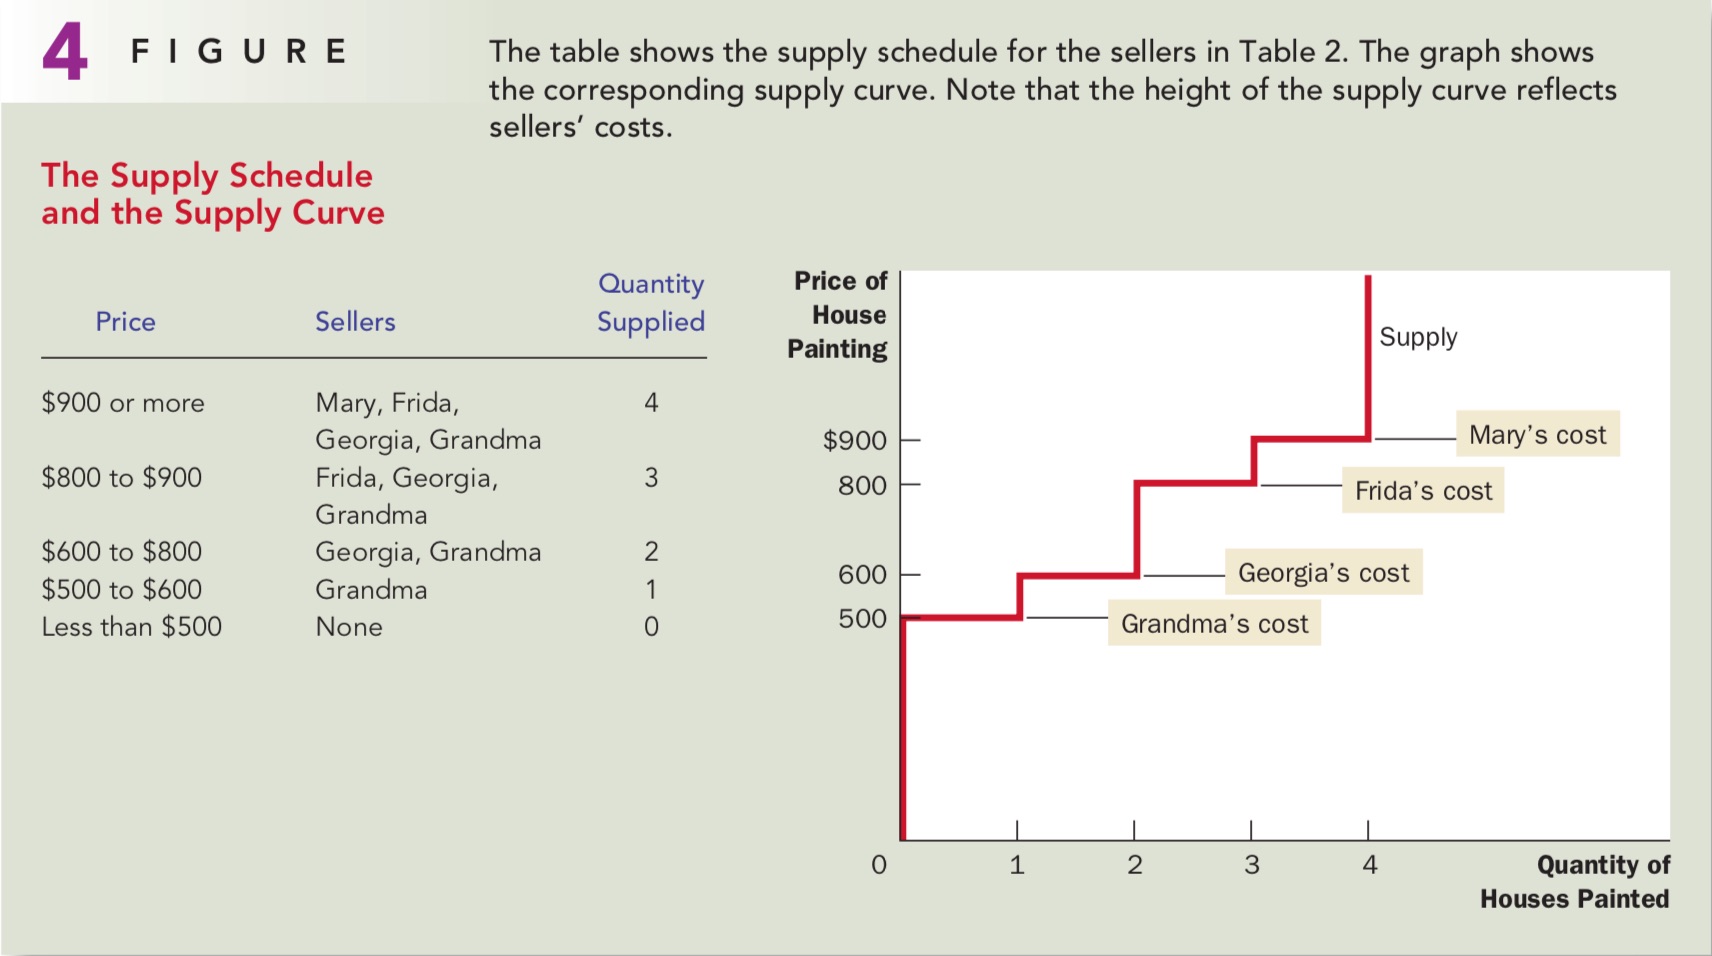 4 FIGURE
The table shows the supply schedule for the sellers in Table 2. The graph shows
the corresponding supply curve. Note that the height of the supply curve reflects
sellers' costs.
The Supply Schedule
and the Supply Curve
Quantity
Price Sellers Supplied
$900 or more Mary, Frida, 4
Georgia, Grandma
$800 to $900 Frida, Georgia, 3
Grandma
$600 to $800 Georgia, Grandma 2
$500 to $600 Grandma 1
Less than $500 None 0
Price of
House
Painting
Supply
$900
Mary's cost
800
Frida's cost
600
Georgia's cost
500
Grandma's cost
0 1 2 3 4
Quantity of
Houses Painted